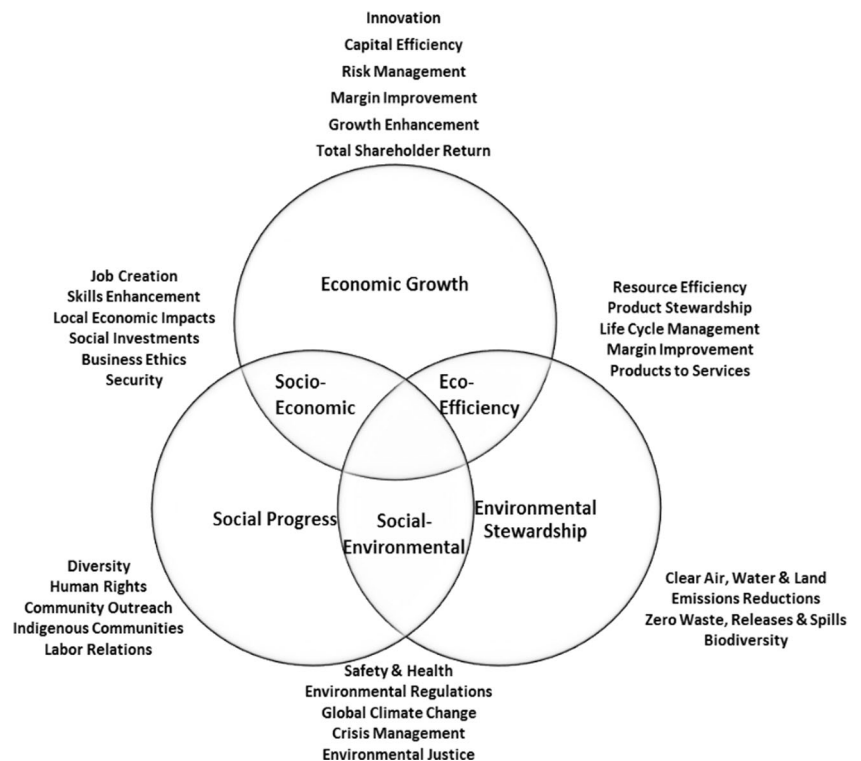 Innovation
Capital Efficiency
Risk Management
Margin Improvement
Growth Enhancement
Total Shareholder Return
Economic Growth
Job Creation
Skills Enhancement
Local Economic Impacts
Social Investments
Business Ethics
Security
Resource Efficiency
Product Stewardship
Life Cycle Management
Margin Improvement
Products to Services
Socio-
Economic
Eco-
Efficiency
Social Progress
Social-
Environmental
Environmental
Stewardship
Diversity
Human Rights
Community Outreach
Indigenous Communities
Labor Relations
Clear Air, Water & Land
Emissions Reductions
Zero Waste, Releases & Spills
Biodiversity
Safety & Health
Environmental Regulations
Global Climate Change
Crisis Management
Environmental Justice